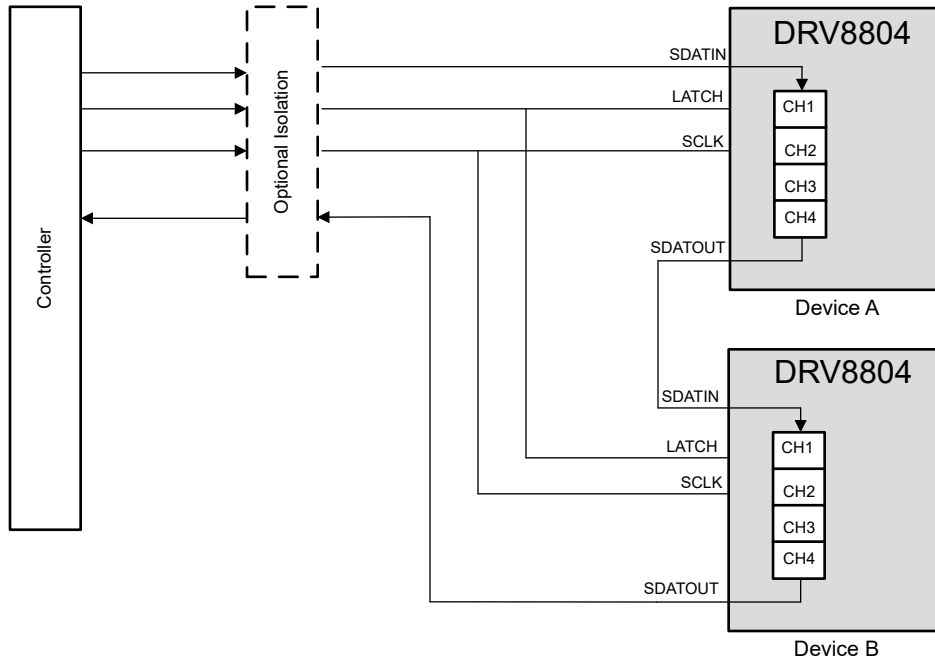 Controller
Optional Isolation
DRV8804
SDATIN
LATCH
SCLK
CH1
CH2
CH3
CH4
SDATOUT
Device A
DRV8804
SDATIN
LATCH
SCLK
CH1
CH2
CH3
CH4
SDATOUT
Device B